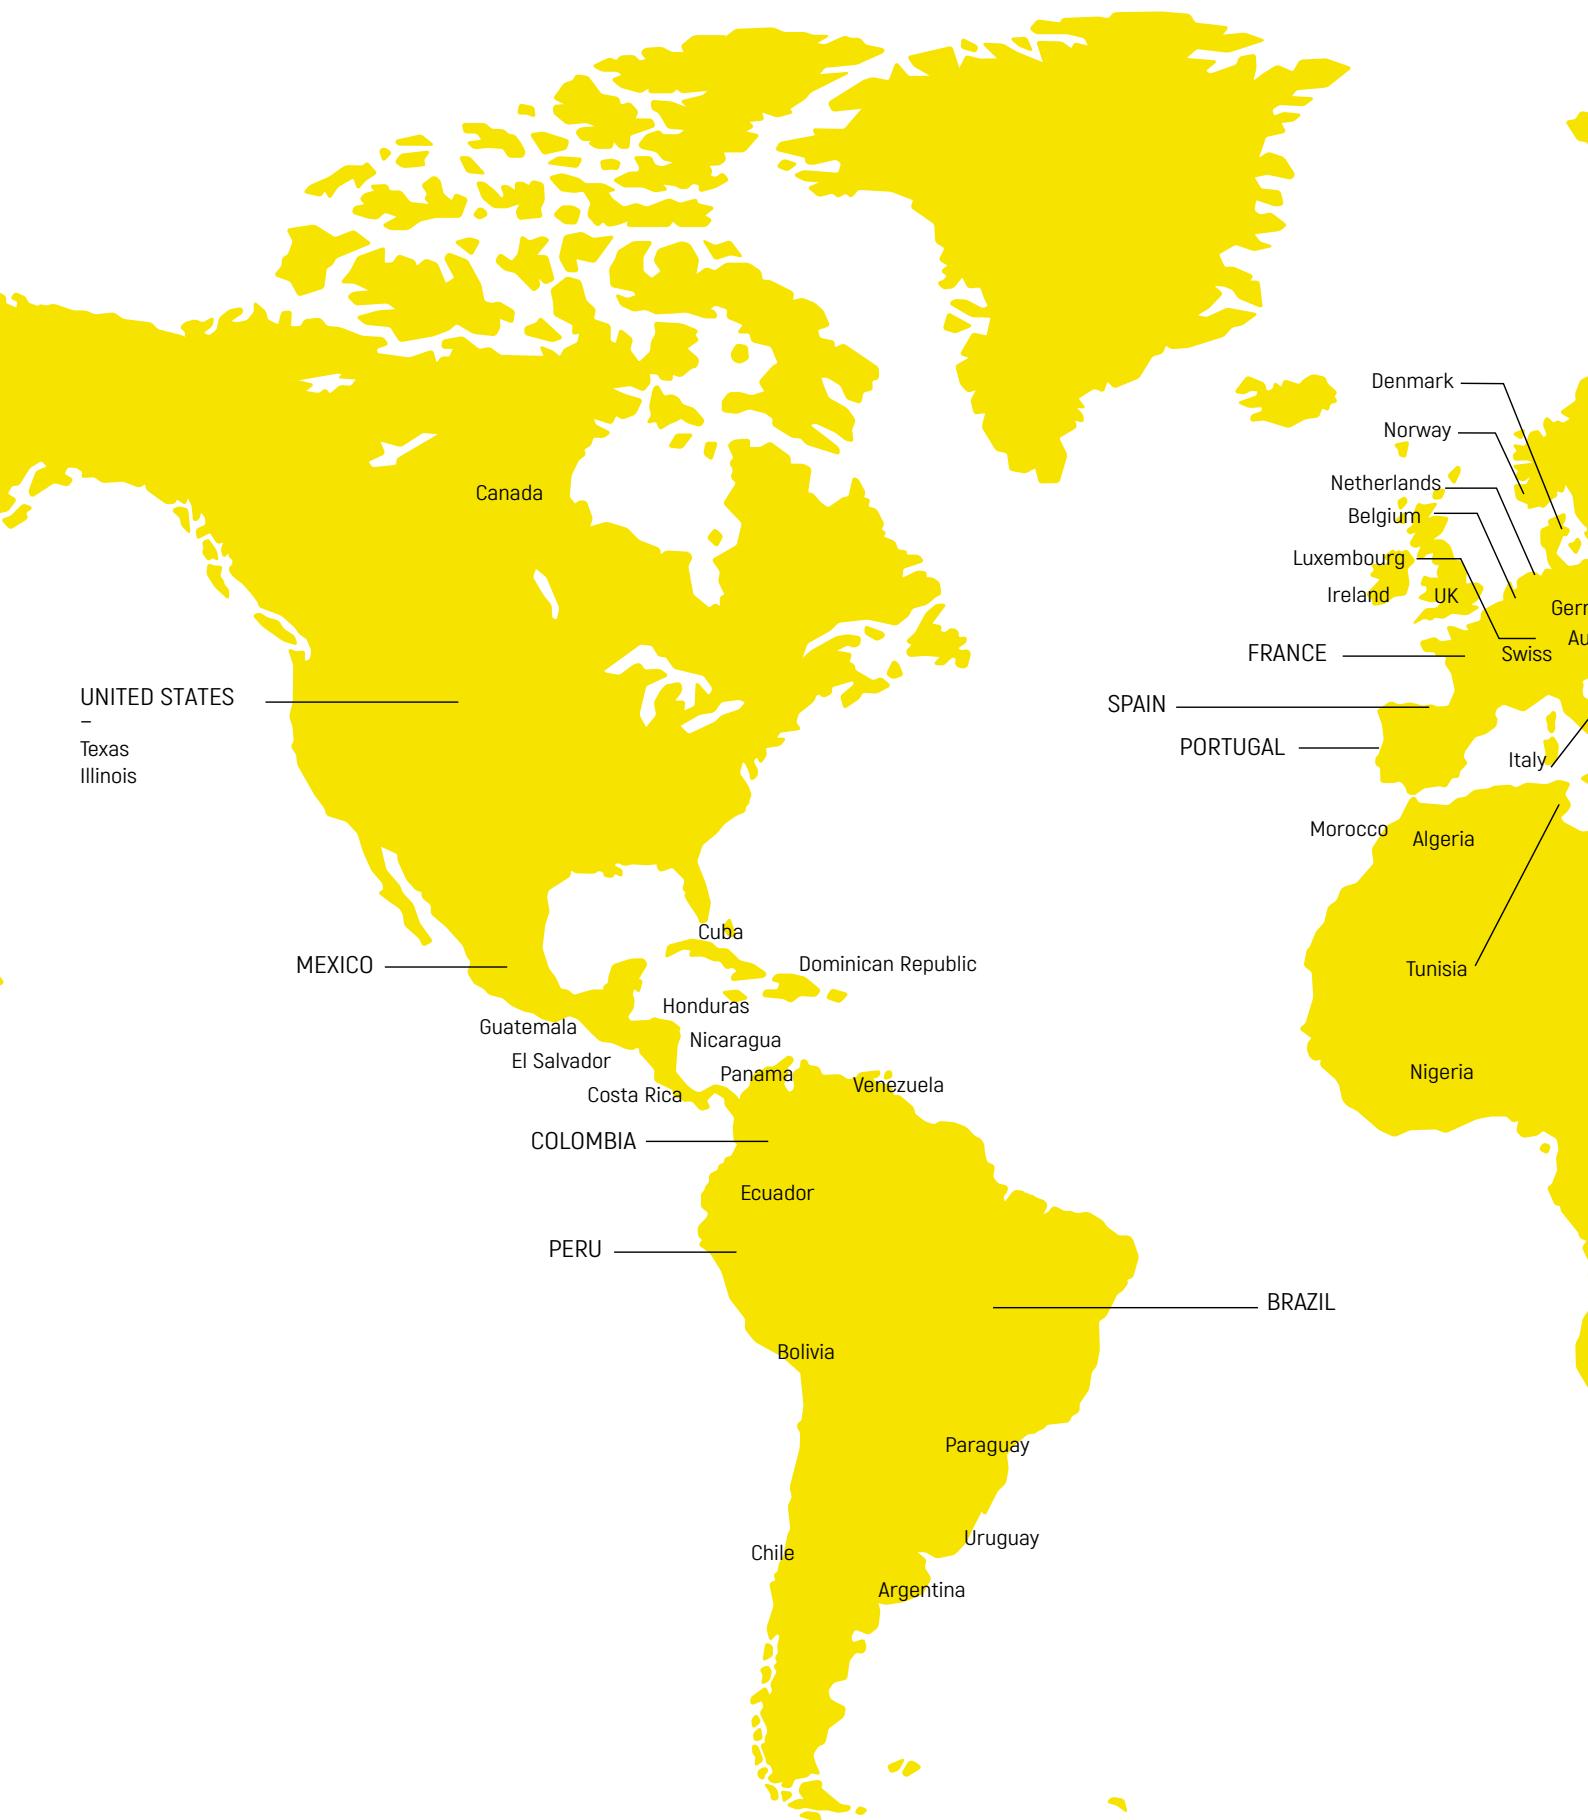 Denmark
Norway
Canada
Netherlands
Belgium
Luxembourg
Ireland
UK
Gerr
Au
FRANCE
Swiss
UNITED STATES
–
Texas
Illinois
SPAIN
PORTUGAL
Italy
Morocco
Algeria
Cuba
MEXICO
Dominican Republic
Tunisia
Honduras
Guatemala
Nicaragua
El Salvador
Panama
Nigeria
Venezuela
Costa Rica
COLOMBIA
Ecuador
PERU
BRAZIL
Bolivia
Paraguay
Uruguay
Chile
Argentina